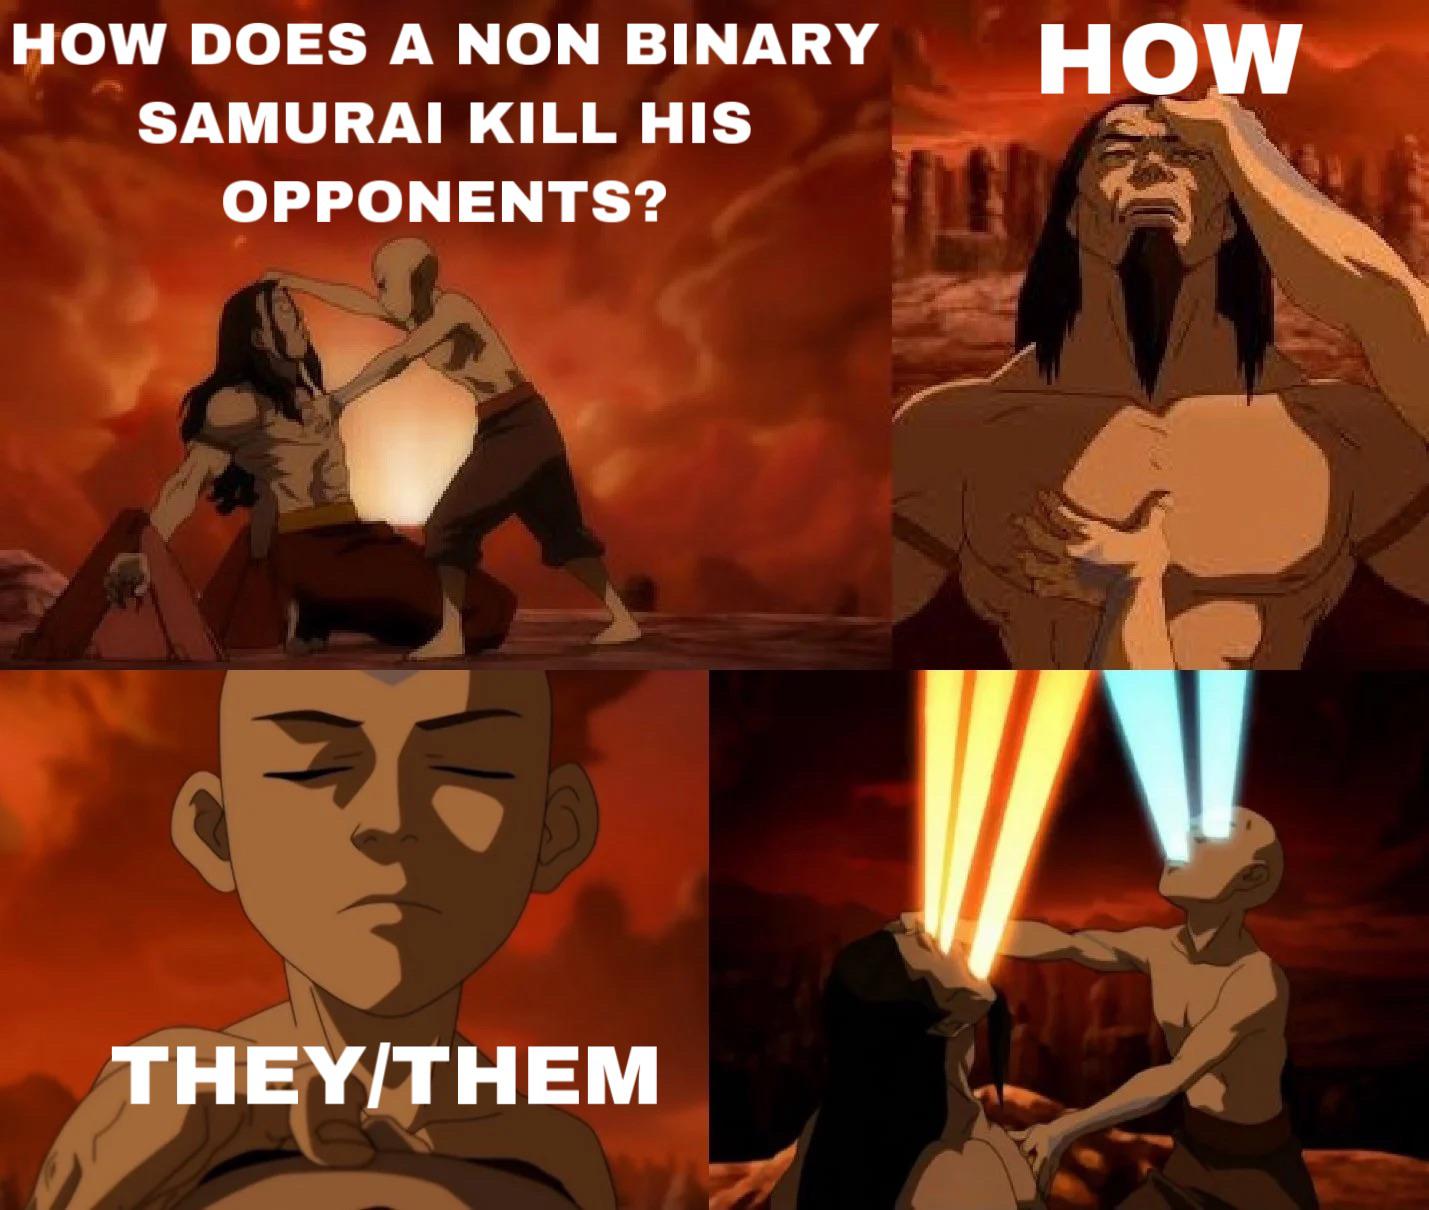 HOW DOES A NON BINARY
SAMURAI KILL HIS
OPPONENTS?
HOW
THEY/THEM